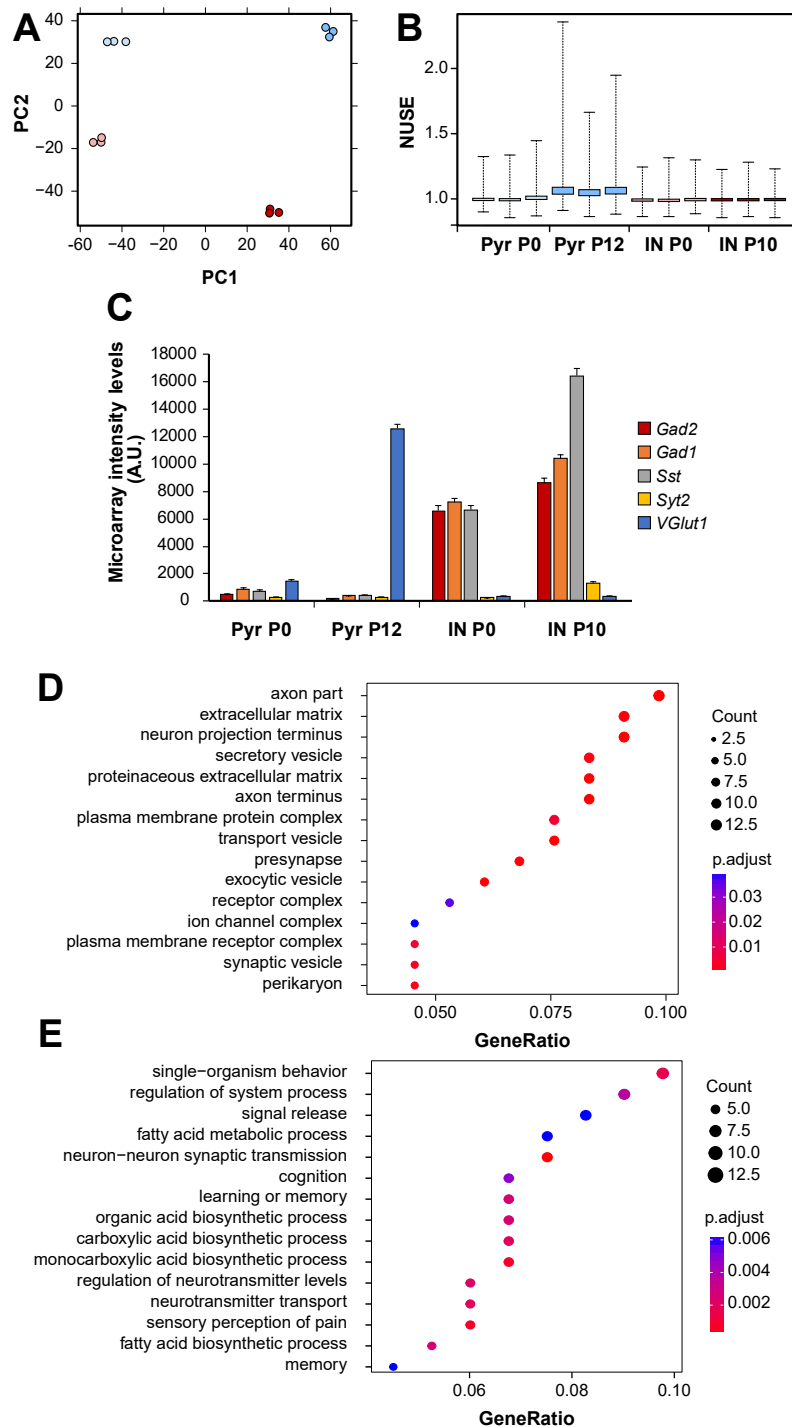 A
40
20
0
−20
−40
PC2
−60
−40
−20
0
20
40
60
PC1
B
2.0
1.5
1.0
NUSE
Pyr P0
Pyr P12
IN P0
IN P10
C
Microarray intensity levels
(A.U.)
18000
16000
14000
12000
10000
8000
6000
4000
2000
0
Pyr P0
Pyr P12
IN P0
IN P10
Gad2
Gad1
Sst
Syt2
VGlut1
D
axon part
extracellular matrix
neuron projection terminus
secretory vesicle
proteinaceous extracellular matrix
axon terminus
plasma membrane protein complex
transport vesicle
presynapse
exocytic vesicle
receptor complex
ion channel complex
plasma membrane receptor complex
synaptic vesicle
perikaryon
0.050
0.075
0.100
GeneRatio
Count
2.5
5.0
7.5
10.0
12.5
p.adjust
0.03
0.02
0.01
E
single−organism behavior
regulation of system process
signal release
fatty acid metabolic process
neuron−neuron synaptic transmission
cognition
learning or memory
organic acid biosynthetic process
carboxylic acid biosynthetic process
monocarboxylic acid biosynthetic process
regulation of neurotransmitter levels
neurotransmitter transport
sensory perception of pain
fatty acid biosynthetic process
memory
0.06
0.08
0.10
GeneRatio
Count
5.0
7.5
10.0
12.5
p.adjust
0.006
0.004
0.002